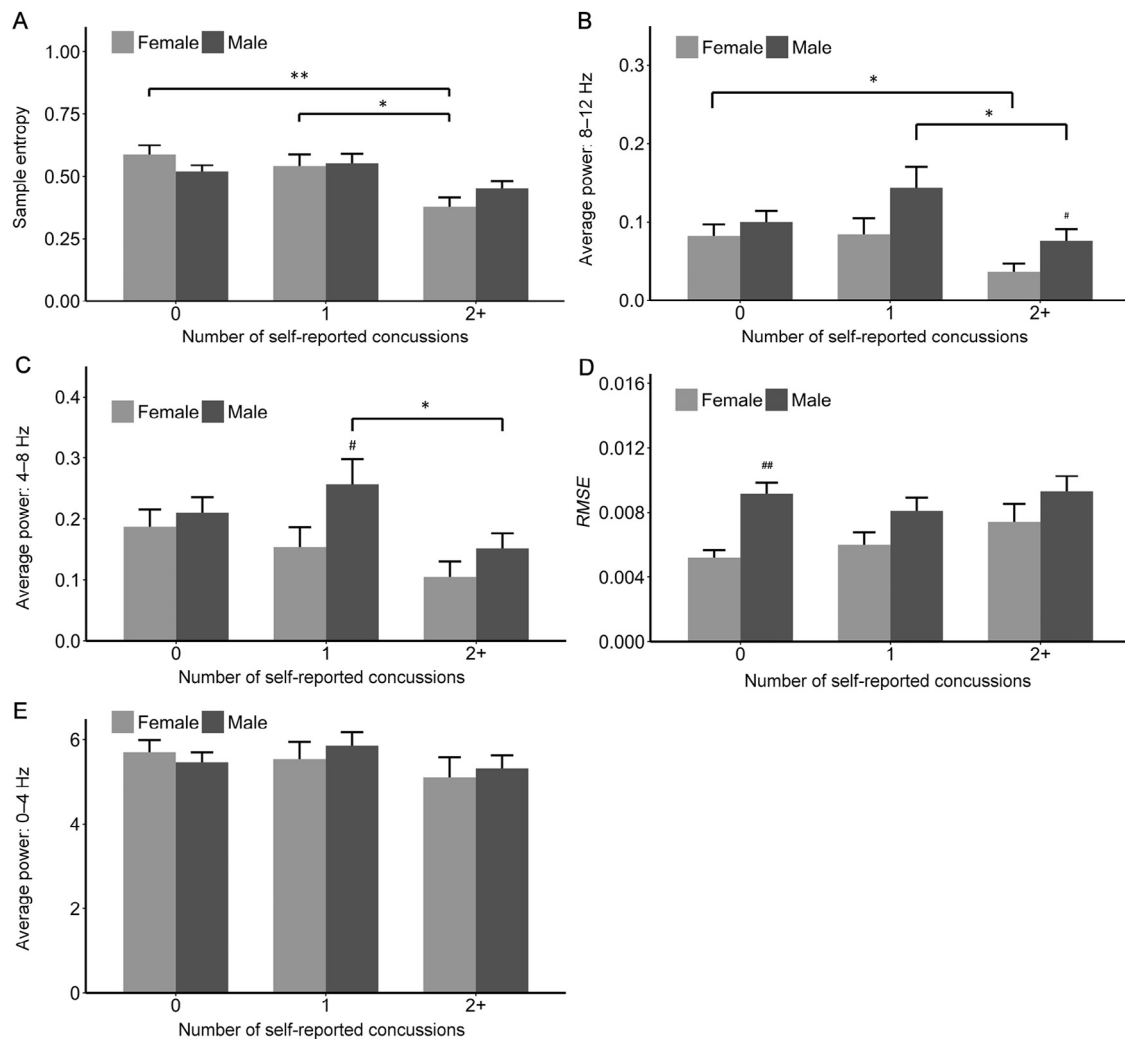 A
Female Male
1.00
0.75
0.50
0.25
0.00
Sample entropy
**
*
0 1 2+
Number of self-reported concussions
B
Female Male
0.3
0.2
0.1
0.0
Average power: 8–12 Hz
*
*
#
0 1 2+
Number of self-reported concussions
C
Female Male
0.4
0.3
0.2
0.1
0.0
Average power: 4–8 Hz
*
#
0 1 2+
Number of self-reported concussions
D
Female Male
0.016
0.012
0.008
0.004
0.000
RMSE
##
0 1 2+
Number of self-reported concussions
E
Female Male
6
4
2
0
Average power: 0–4 Hz
0 1 2+
Number of self-reported concussions